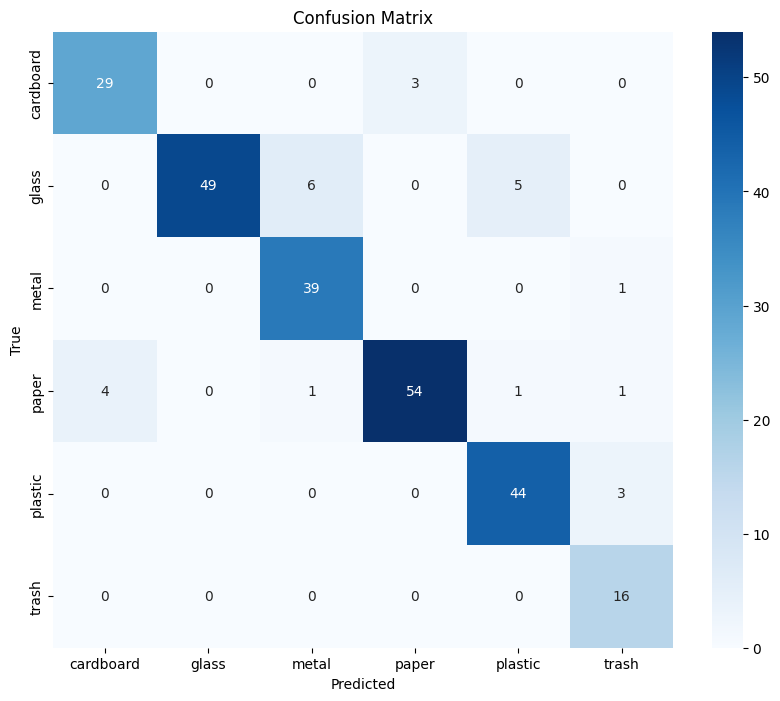 Confusion Matrix
cardboard 29 0 0 3 0 0
glass 0 49 6 0 5 0
metal 0 0 39 0 0 1
paper 4 0 1 54 1 1
plastic 0 0 0 0 44 3
trash 0 0 0 0 0 16
True
cardboard glass metal paper plastic trash
Predicted
50
40
30
20
10
0